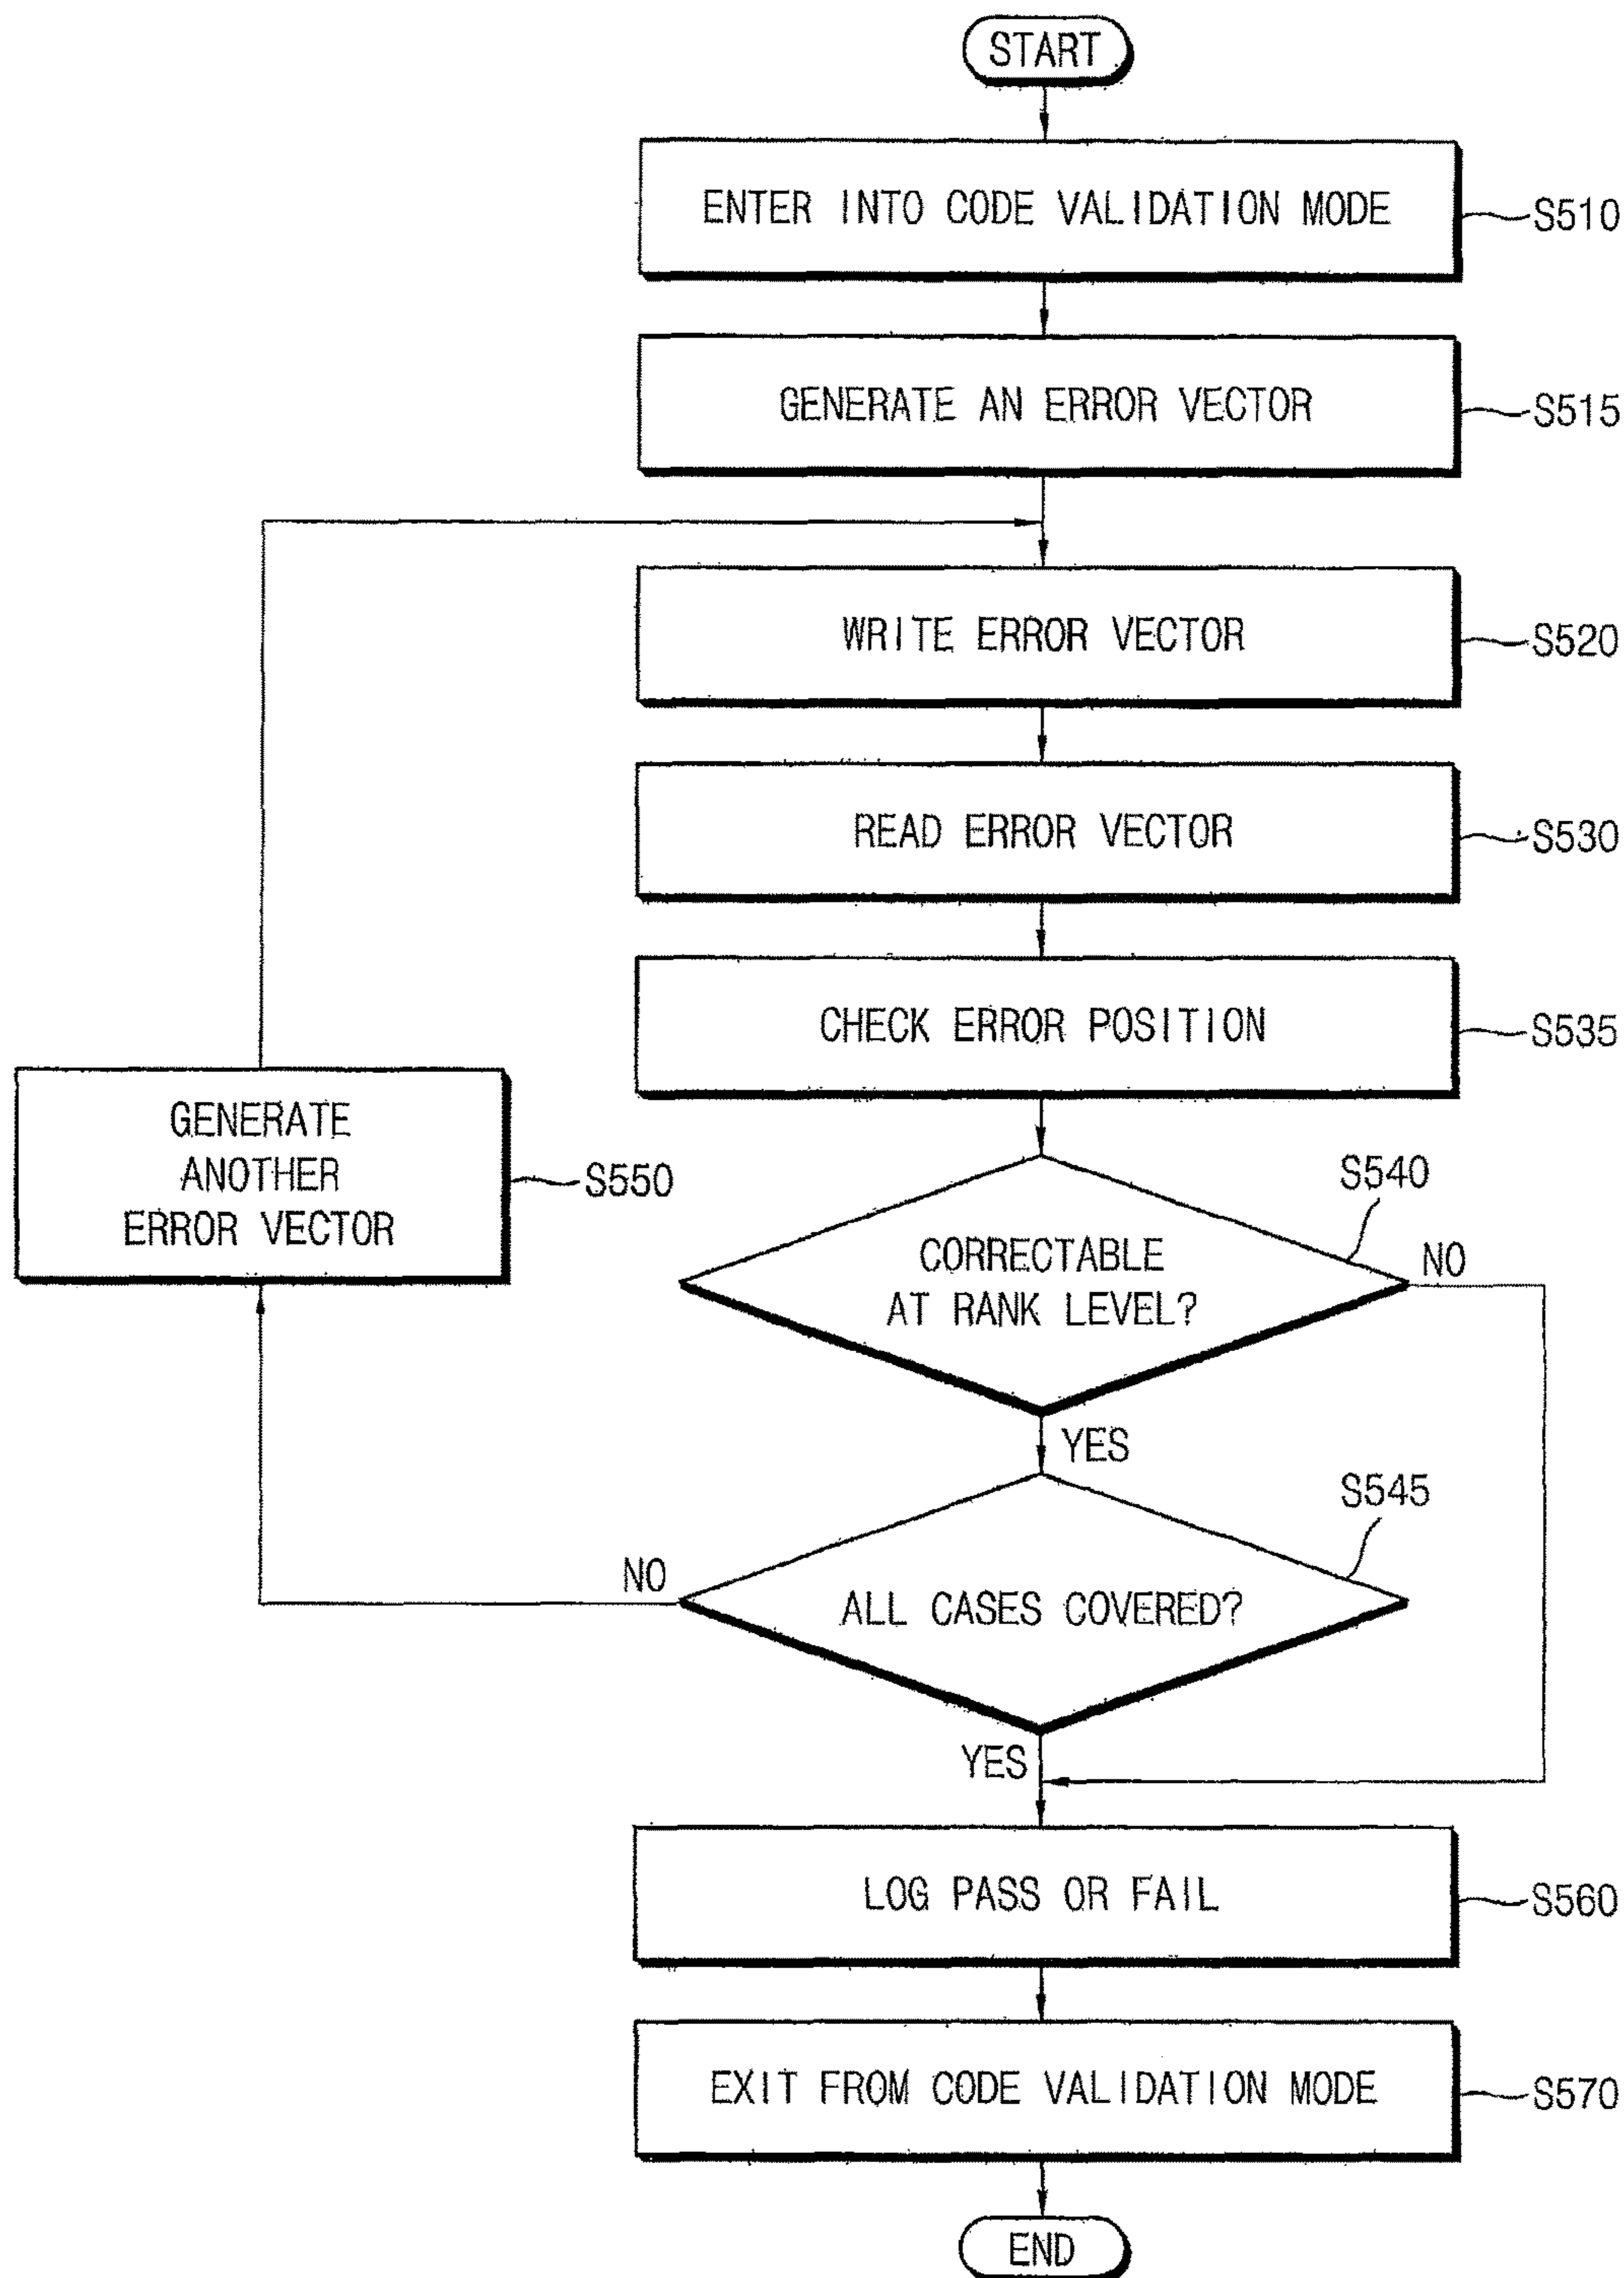 START
ENTER INTO CODE VALIDATION MODE
S510
GENERATE AN ERROR VECTOR
S515
WRITE ERROR VECTOR
S520
READ ERROR VECTOR
S530
CHECK ERROR POSITION
S535
GENERATE
ANOTHER
ERROR VECTOR
S550
S540
CORRECTABLE
AT RANK LEVEL?
NO
YES
S545
NO
ALL CASES COVERED?
YES
LOG PASS OR FAIL
S560
EXIT FROM CODE VALIDATION MODE
S570
END